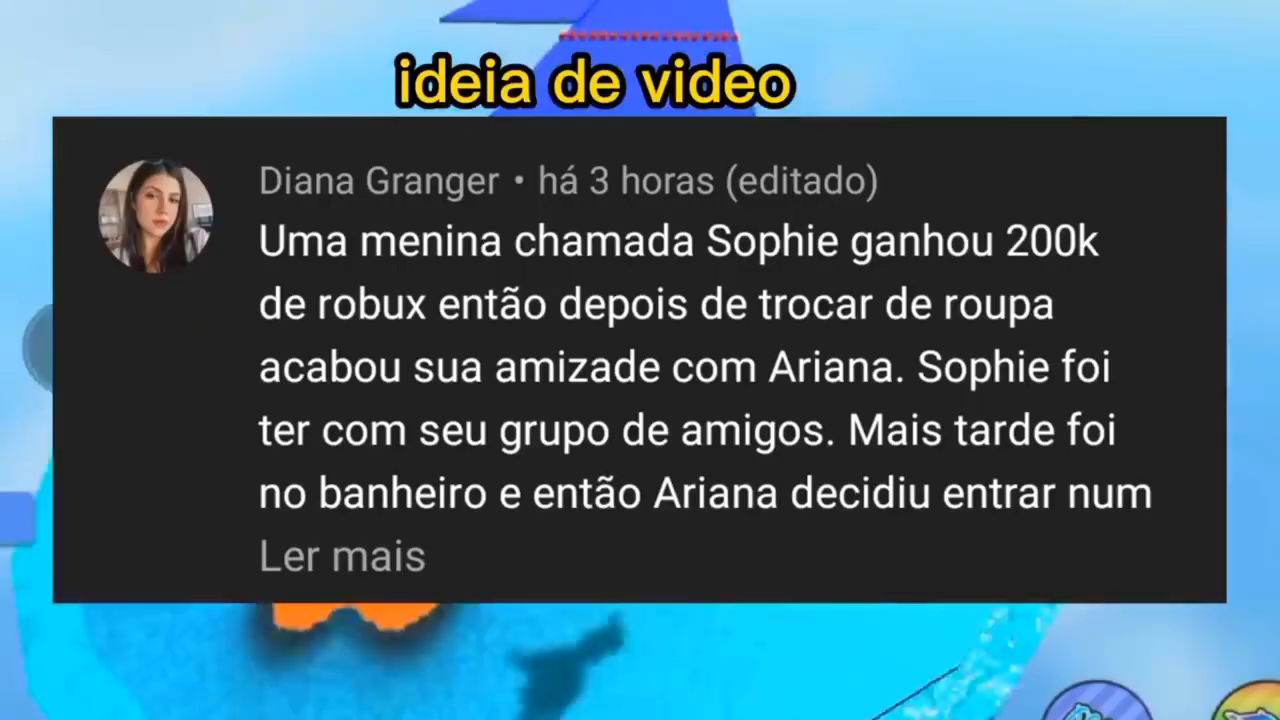 ideia de video
Diana Granger • há 3 horas (editado)
Uma menina chamada Sophie ganhou 200k
de robux então depois de trocar de roupa
acabou sua amizade com Ariana. Sophie foi
ter com seu grupo de amigos. Mais tarde foi
no banheiro e então Ariana decidiu entrar num
Ler mais